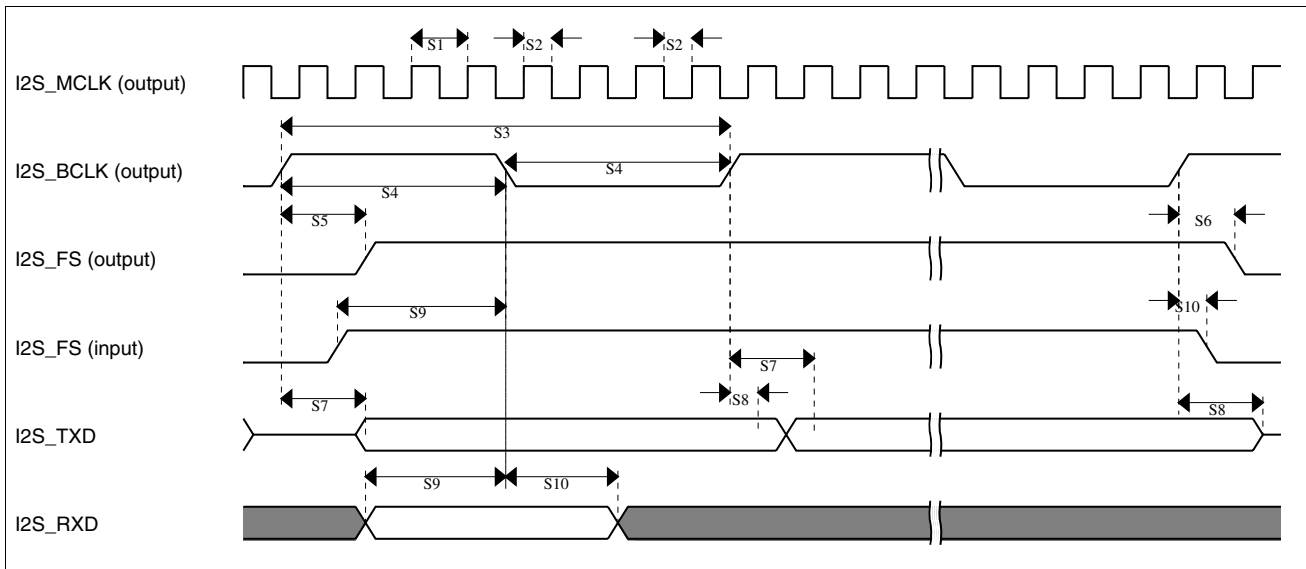 S1 S2 S2
I2S_MCLK (output)
S3
I2S_BCLK (output)
S4
S4
S5 S6
I2S_FS (output)
S9 S10
I2S_FS (input)
S7
S7 S8 S8
I2S_TXD
S9 S10
I2S_RXD